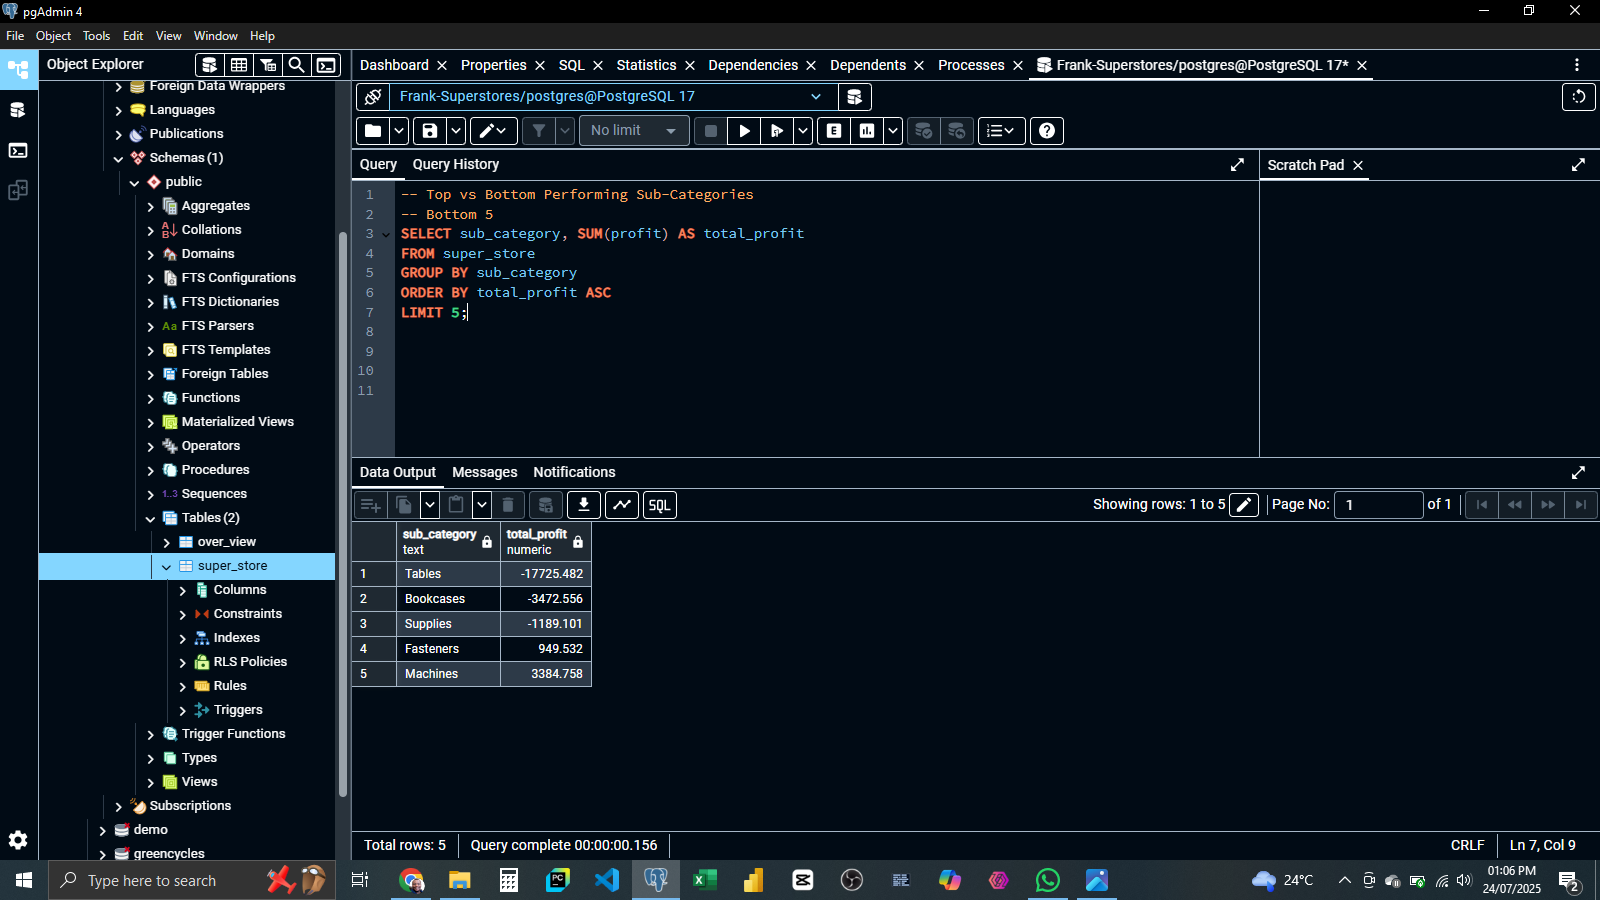 pgAdmin 4
File Object Tools Edit View Window Help
Object Explorer
Dashboard Properties SQL Statistics Dependencies Dependents Processes Frank-Superstores/postgres@PostgreSQL 17*
Frank-Superstores/postgres@PostgreSQL 17
No limit
E
Query Query History
Scratch Pad
1 -- Top vs Bottom Performing Sub-Categories
2 -- Bottom 5
3 SELECT sub_category, SUM(profit) AS total_profit
4 FROM super_store
5 GROUP BY sub_category
6 ORDER BY total_profit ASC
7 LIMIT 5;
8
9
10
11
Foreign Data Wrappers
Languages
Publications
Schemas (1)
public
Aggregates
Collations
Domains
FTS Configurations
FTS Dictionaries
Aa FTS Parsers
FTS Templates
Foreign Tables
Functions
Materialized Views
Operators
Procedures
1..3 Sequences
Tables (2)
over_view
super_store
Columns
Constraints
Indexes
RLS Policies
Rules
Triggers
Trigger Functions
Types
Views
Subscriptions
demo
greencycles
Data Output Messages Notifications
SQL
Showing rows: 1 to 5 Page No: 1 of 1
sub_category total_profit
text numeric
1 Tables -17725.482
2 Bookcases -3472.556
3 Supplies -1189.101
4 Fasteners 949.532
5 Machines 3384.758
Total rows: 5 Query complete 00:00:00.156 CRLF Ln 7, Col 9
Type here to search
24°C
01:06 PM
24/07/2025
2